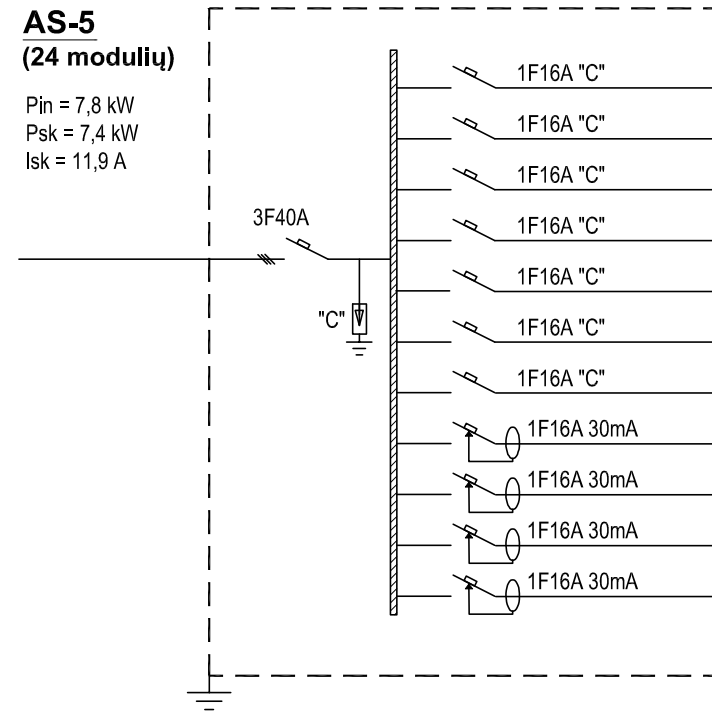 AS-5
(24 modulių)
Pin = 7,8 kW
Psk = 7,4 kW
Isk = 11,9 A
3F40A
"C"
1F16A "C"
1F16A "C"
1F16A "C"
1F16A "C"
1F16A "C"
1F16A "C"
1F16A "C"
1F16A 30mA
1F16A 30mA
1F16A 30mA
1F16A 30mA